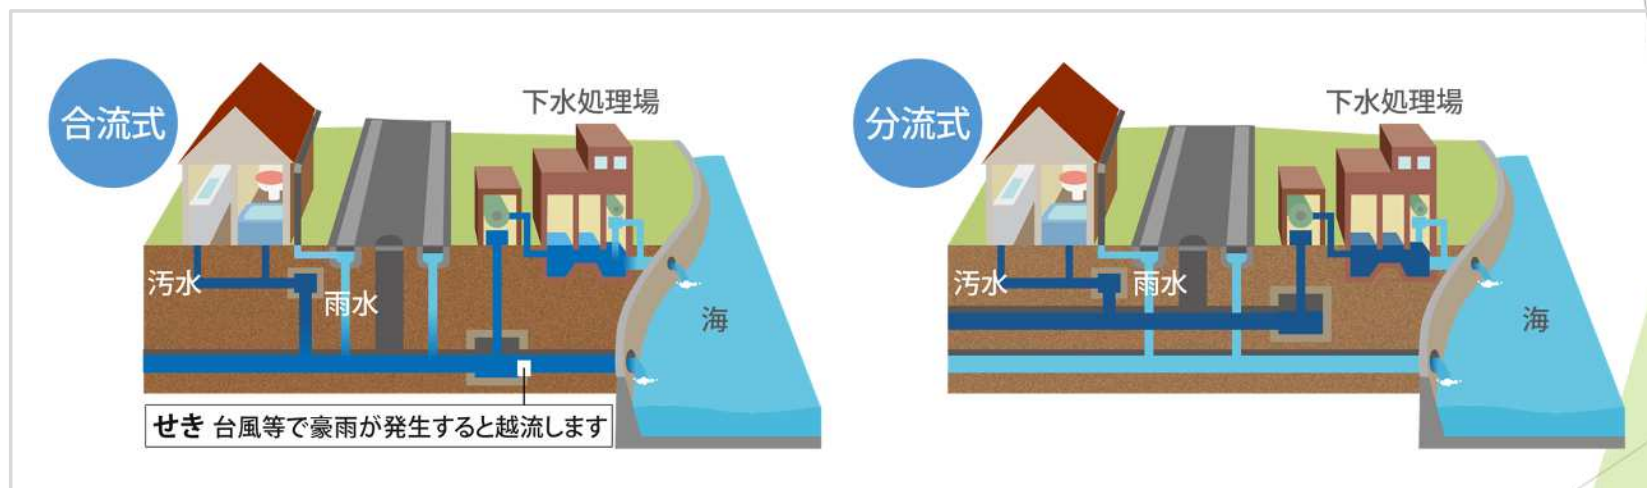 合流式
下水処理場
汚水
雨水
海
せき 台風等で豪雨が発生すると越流します
分流式
下水処理場
汚水
雨水
海